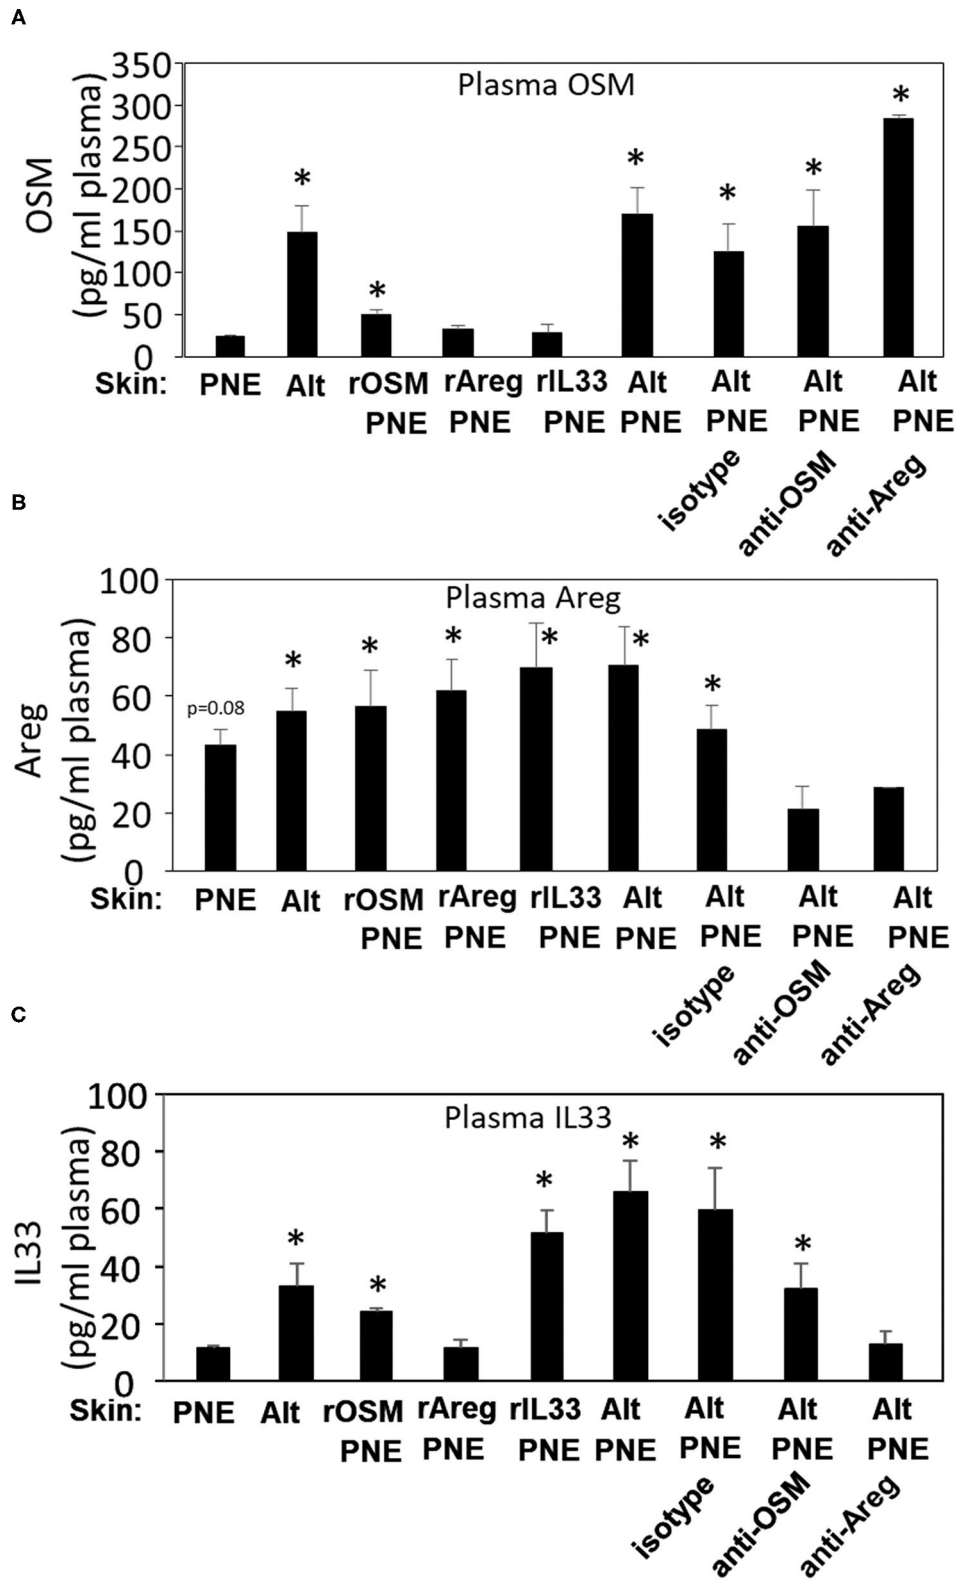 A
Plasma OSM
OSM
(pg/ml plasma)
350
300
250
200
150
100
50
0
* * * * * * *
Skin: PNE Alt rOSM rAreg rIL33 Alt Alt Alt Alt
PNE PNE PNE PNE PNE PNE PNE
isotype anti-OSM anti-Areg
B
Plasma Areg
Areg
(pg/ml plasma)
100
80
60
40
20
0
p=0.08 * * * * * *
Skin: PNE Alt rOSM rAreg rIL33 Alt Alt Alt Alt
PNE PNE PNE PNE PNE PNE PNE
isotype anti-OSM anti-Areg
C
Plasma IL33
IL33
(pg/ml plasma)
100
80
60
40
20
0
* * * * * *
Skin: PNE Alt rOSM rAreg rIL33 Alt Alt Alt Alt
PNE PNE PNE PNE PNE PNE PNE
isotype anti-OSM anti-Areg